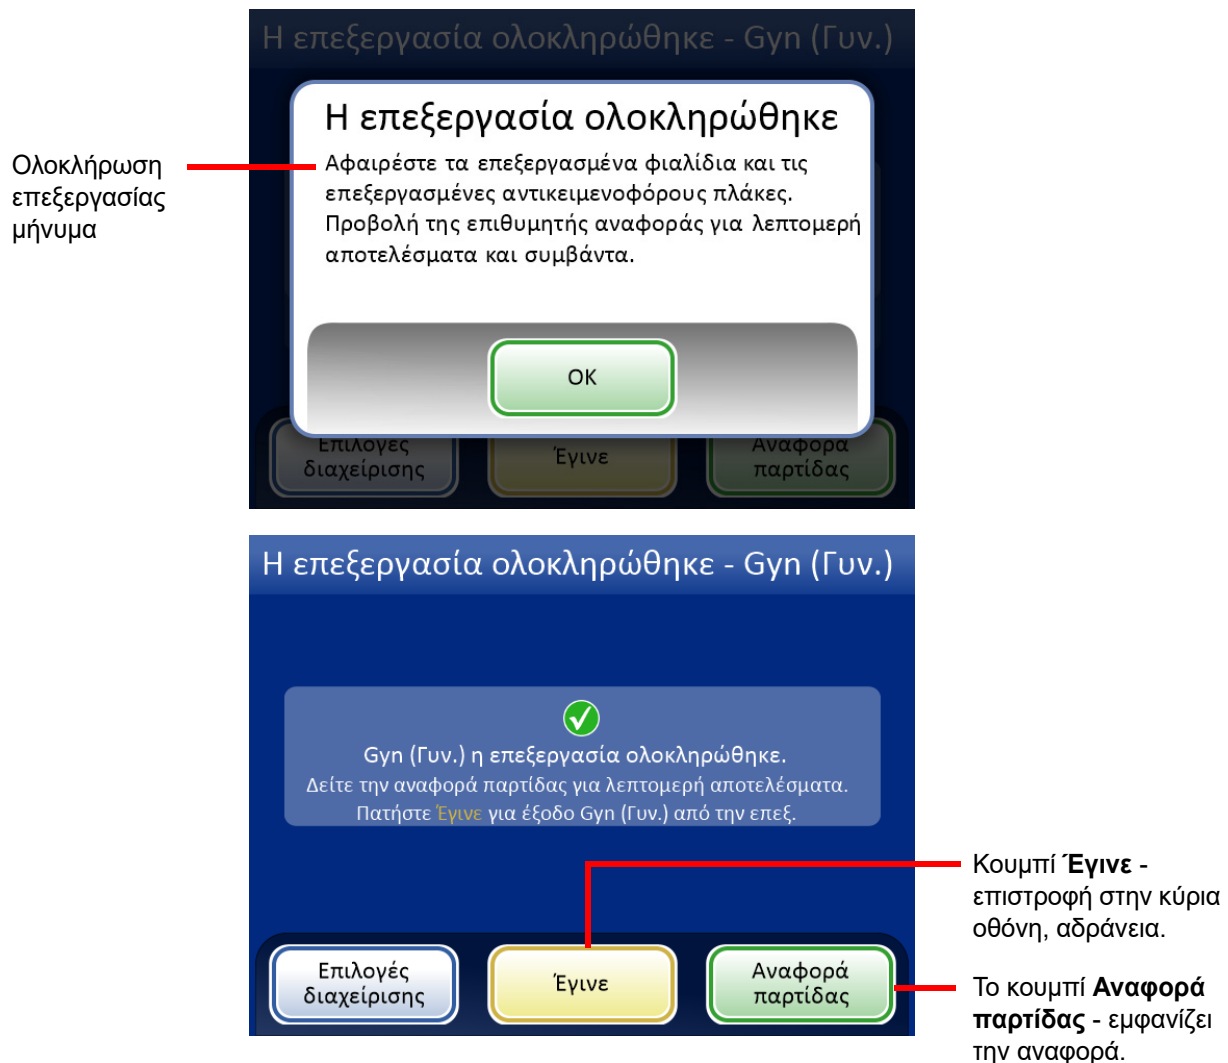 Η επεξεργασία ολοκληρώθηκε - Gyn (Γυν.)
Η επεξεργασία ολοκληρώθηκε
Αφαιρέστε τα επεξεργασμένα φιαλίδια και τις
επεξεργασμένες αντικειμενοφόρους πλάκες.
Προβολή της επιθυμητής αναφοράς για λεπτομερή
αποτελέσματα και συμβάντα.
Ολοκλήρωση
επεξεργασίας
μήνυμα
OK
Επιλογές
διαχείρισης
Έγινε
Αναφορά
παρτίδας
Η επεξεργασία ολοκληρώθηκε - Gyn (Γυν.)
Gyn (Γυν.) η επεξεργασία ολοκληρώθηκε.
Δείτε την αναφορά παρτίδας για λεπτομερή αποτελέσματα.
Πατήστε Έγινε για έξοδο Gyn (Γυν.) από την επεξ.
Επιλογές
διαχείρισης
Έγινε
Αναφορά
παρτίδας
Κουμπί Έγινε -
επιστροφή στην κύρια
οθόνη, αδράνεια.
Το κουμπί Αναφορά
παρτίδας - εμφανίζει
την αναφορά.